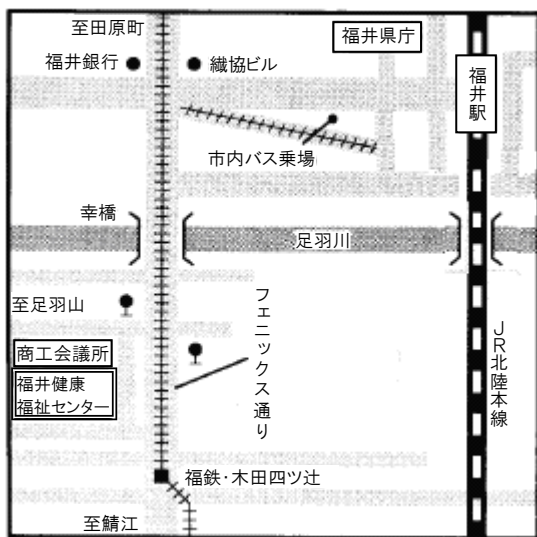 至田原町
福井県庁
福井銀行
織協ビル
福井駅
市内バス乗場
幸橋
足羽川
至足羽山
フェニックス通り
JR北陸本線
商工会議所
福井健康
福祉センター
福鉄・木田四ツ辻
至鯖江